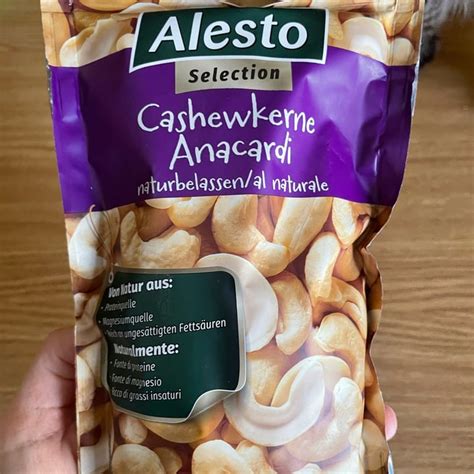 Alesto
Selection
Cashewkerne
Anacardi
naturbelassen/al naturale
Von Natur aus:
• Proteinquelle
• Magnesiumquelle
• reich an ungesättigten Fettsäuren
Naturalmente:
• Fonte di proteine
• Fonte di magnesio
• Ricco di grassi insaturi